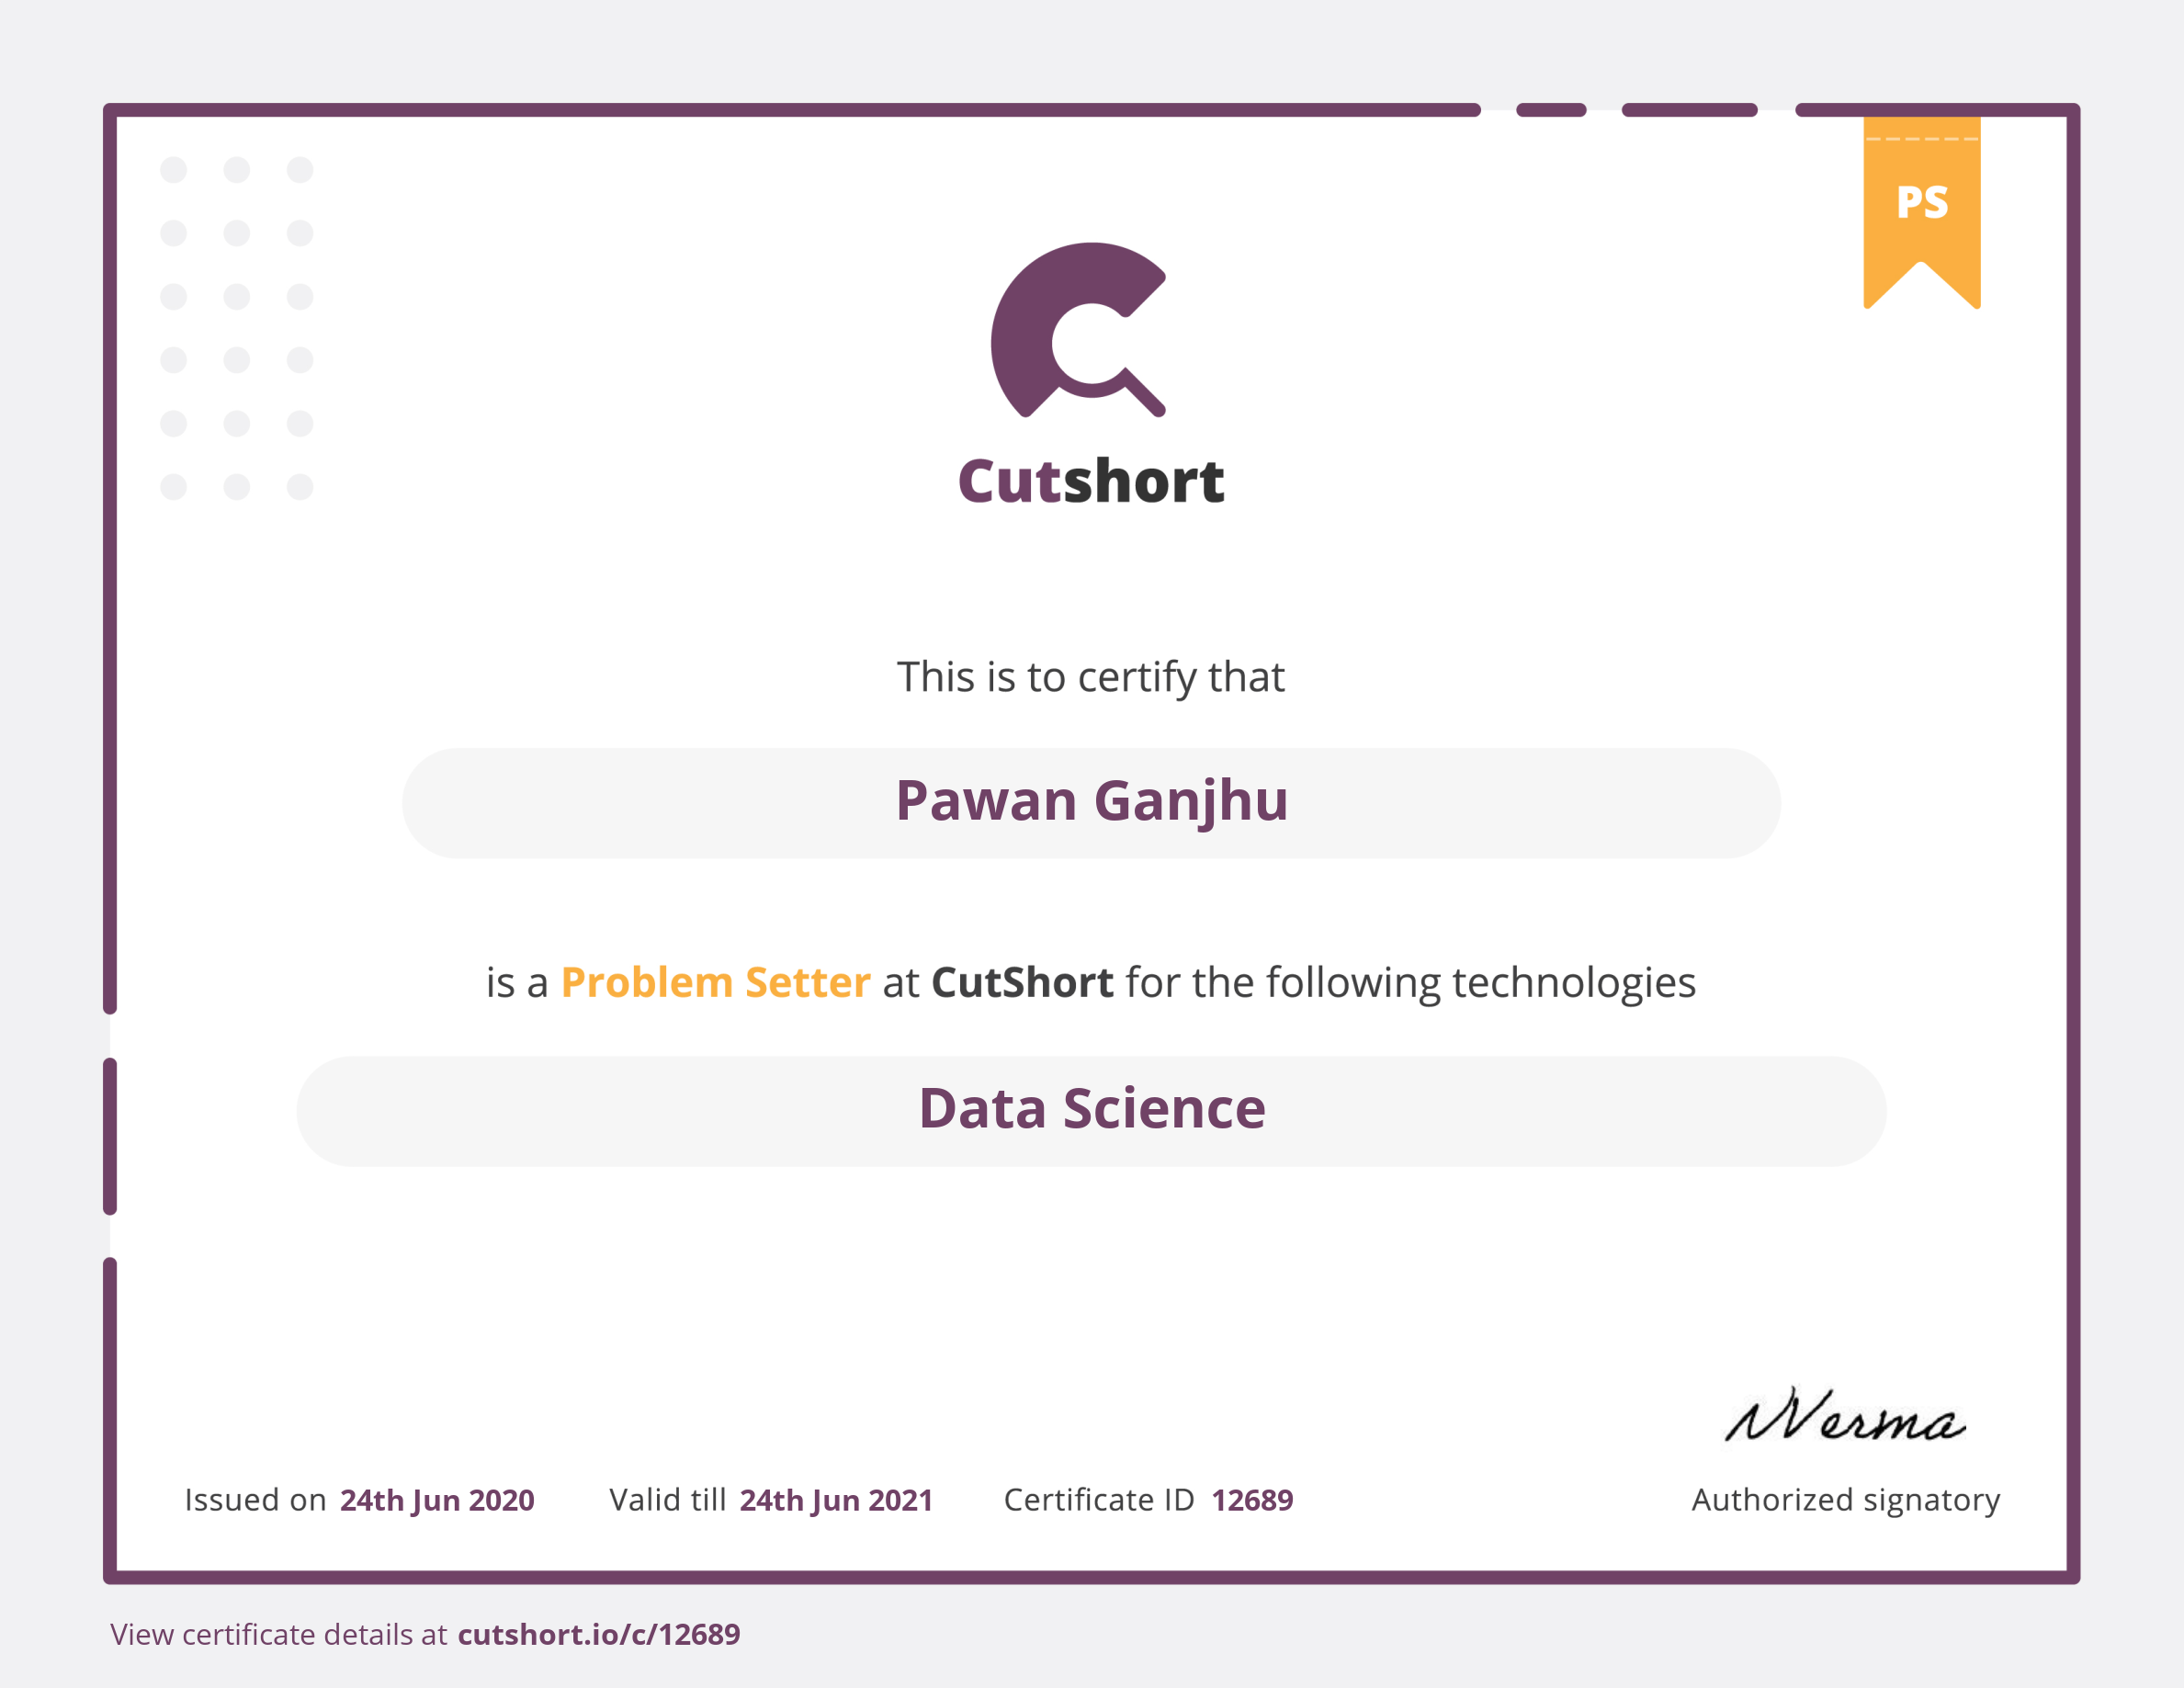 PS
Cutshort
This is to certify that
Pawan Ganjhu
is a Problem Setter at CutShort for the following technologies
Data Science
Issued on 24th Jun 2020 Valid till 24th Jun 2021 Certificate ID 12689
Authorized signatory
View certificate details at cutshort.io/c/12689